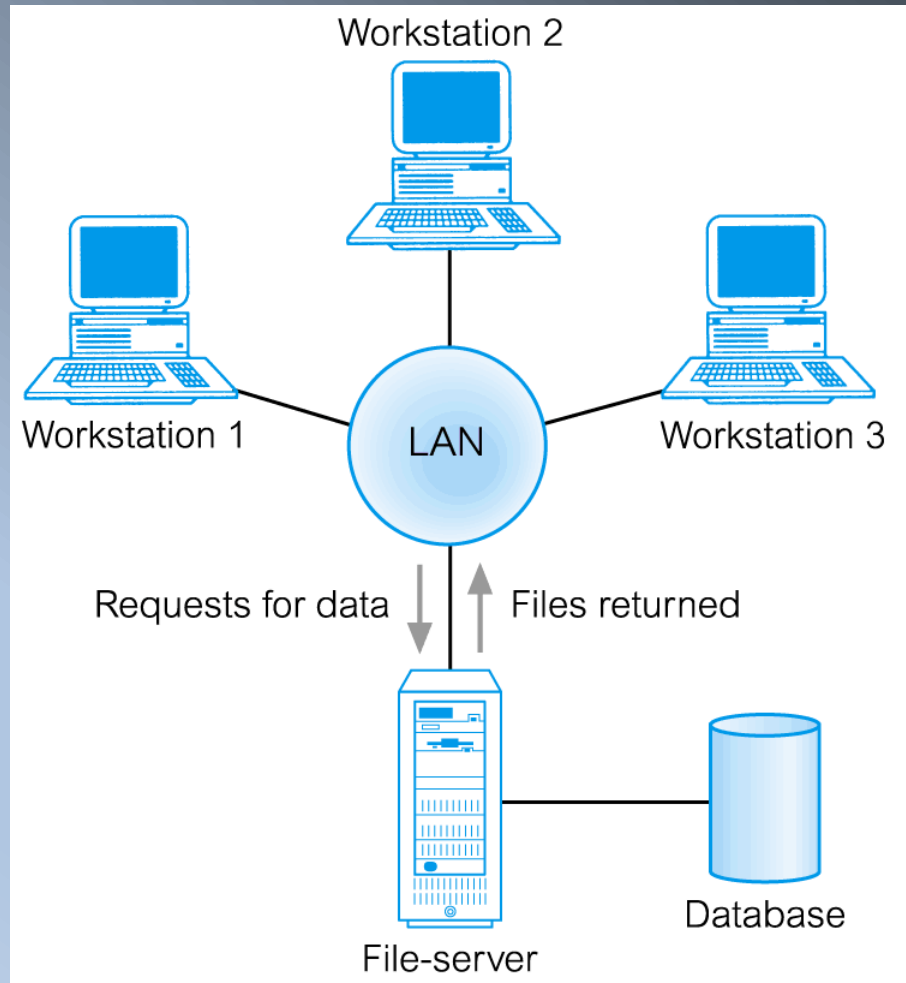 Workstation 2
Workstation 1
LAN
Workstation 3
Requests for data
Files returned
Database
File-server